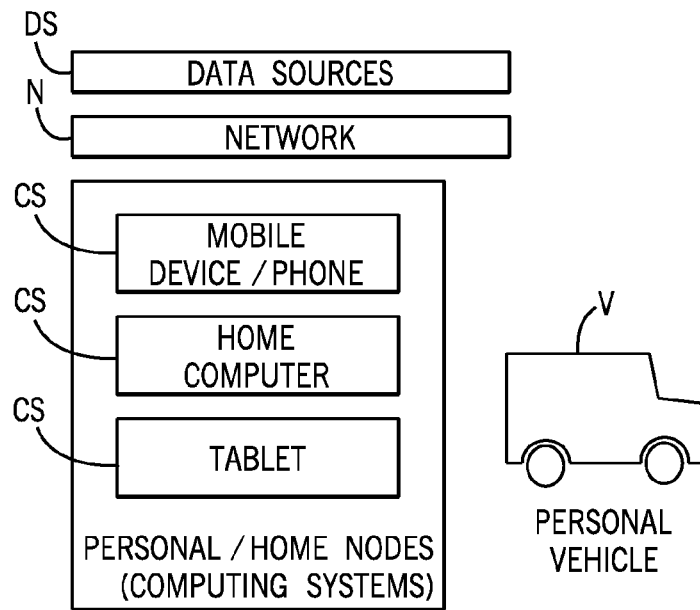 DS
DATA SOURCES
N
NETWORK
CS
MOBILE
DEVICE / PHONE
CS
HOME
COMPUTER
CS
TABLET
PERSONAL / HOME NODES
(COMPUTING SYSTEMS)
V
PERSONAL
VEHICLE